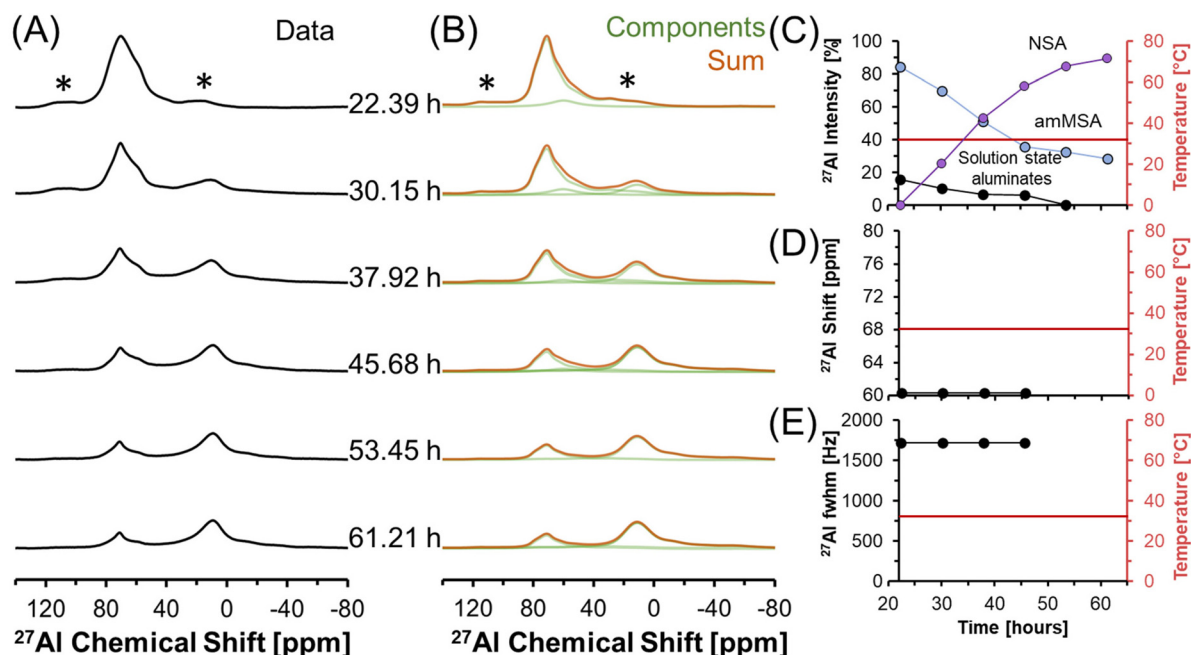 (A)
Data
*
*
22.39 h
30.15 h
37.92 h
45.68 h
53.45 h
61.21 h
120 80 40 0 -40 -80
²⁷Al Chemical Shift [ppm]
(B)
Components
Sum
*
*
120 80 40 0 -40 -80
²⁷Al Chemical Shift [ppm]
(C)
NSA
amMSA
Solution state
aluminates
100
80
60
40
20
0
²⁷Al Intensity [%]
80
60
40
20
0
Temperature [°C]
(D)
80
76
72
68
64
60
²⁷Al Shift [ppm]
80
60
40
20
0
Temperature [°C]
(E)
2000
1500
1000
500
0
²⁷Al fwhm [Hz]
80
60
40
20
0
Temperature [°C]
20 30 40 50 60
Time [hours]